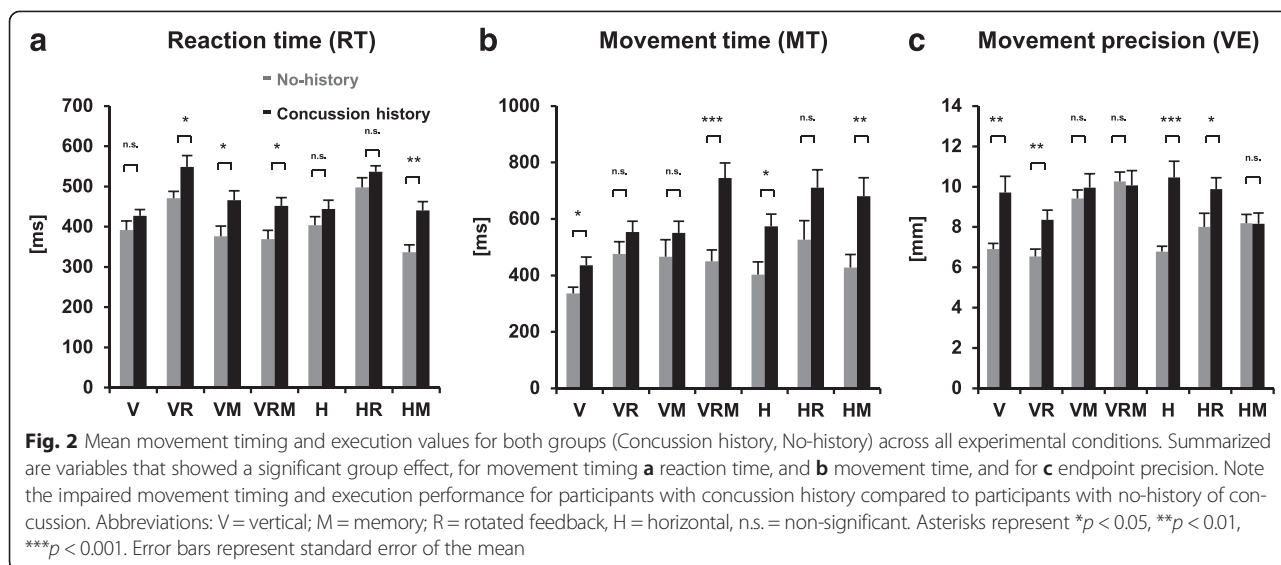 a Reaction time (RT)
No-history
Concussion history
[ms]
700
600
500
400
300
200
100
0
n.s. * * * n.s. n.s. **
V VR VM VRM H HR HM
b Movement time (MT)
[ms]
1000
800
600
400
200
0
* n.s. n.s. *** * n.s. **
V VR VM VRM H HR HM
c Movement precision (VE)
[mm]
14
12
10
8
6
4
2
0
** ** n.s. n.s. *** * n.s.
V VR VM VRM H HR HM
Fig. 2 Mean movement timing and execution values for both groups (Concussion history, No-history) across all experimental conditions. Summarized
are variables that showed a significant group effect, for movement timing a reaction time, and b movement time, and for c endpoint precision. Note
the impaired movement timing and execution performance for participants with concussion history compared to participants with no-history of con-
cussion. Abbreviations: V = vertical; M = memory; R = rotated feedback, H = horizontal, n.s. = non-significant. Asterisks represent *p < 0.05, **p < 0.01,
***p < 0.001. Error bars represent standard error of the mean